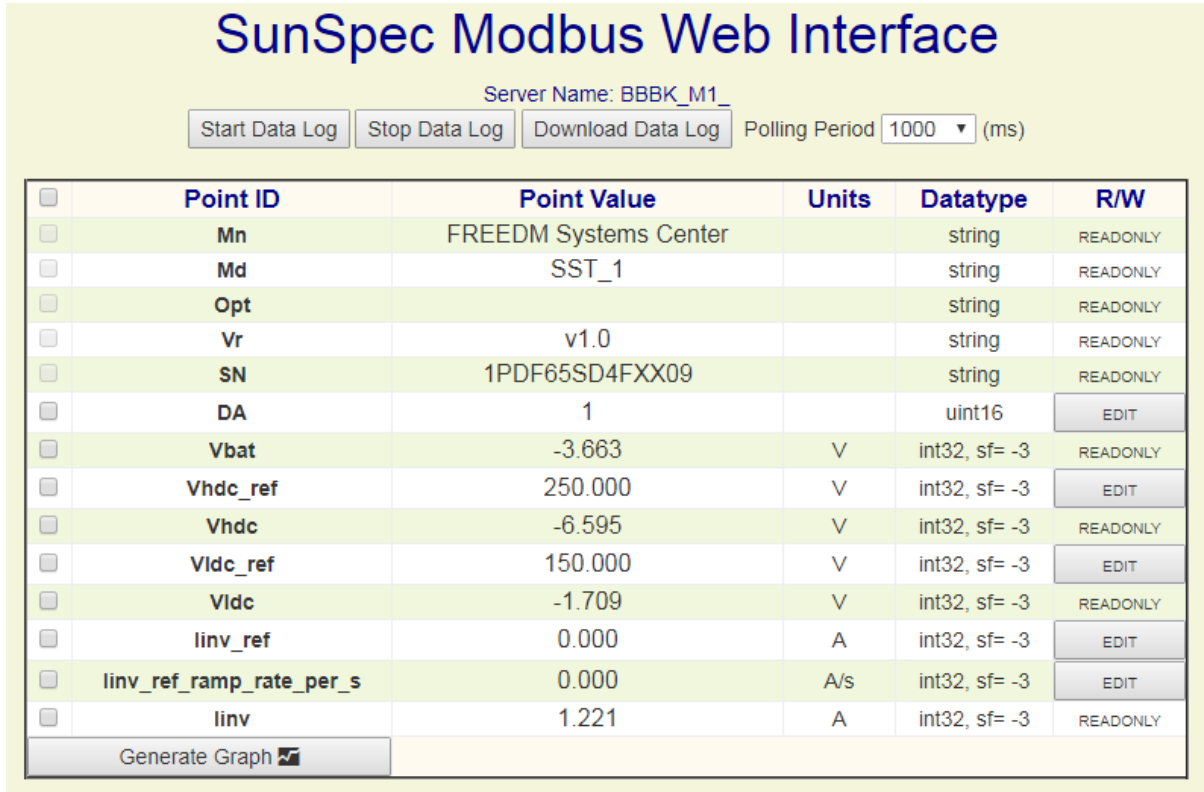 SunSpec Modbus Web Interface
Server Name: BBBK_M1_
Start Data Log Stop Data Log Download Data Log Polling Period 1000 (ms)
Point ID Point Value Units Datatype R/W
Mn FREEDM Systems Center string READONLY
Md SST_1 string READONLY
Opt string READONLY
Vr v1.0 string READONLY
SN 1PDF65SD4FXX09 string READONLY
DA 1 uint16 EDIT
Vbat -3.663 V int32, sf= -3 READONLY
Vhdc_ref 250.000 V int32, sf= -3 EDIT
Vhdc -6.595 V int32, sf= -3 READONLY
Vldc_ref 150.000 V int32, sf= -3 EDIT
Vldc -1.709 V int32, sf= -3 READONLY
Iinv_ref 0.000 A int32, sf= -3 EDIT
Iinv_ref_ramp_rate_per_s 0.000 A/s int32, sf= -3 EDIT
Iinv 1.221 A int32, sf= -3 READONLY
Generate Graph